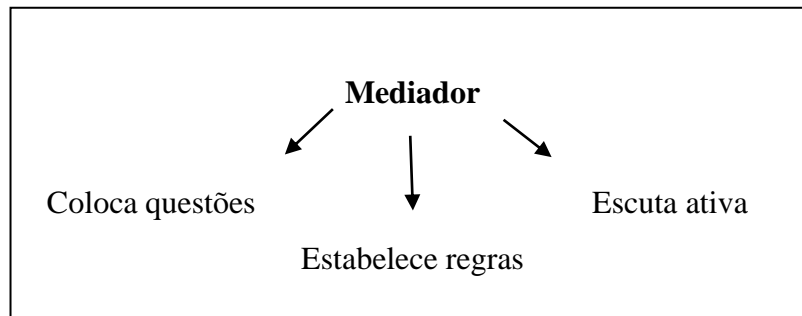 Mediador
Coloca questões
Escuta ativa
Estabelece regras